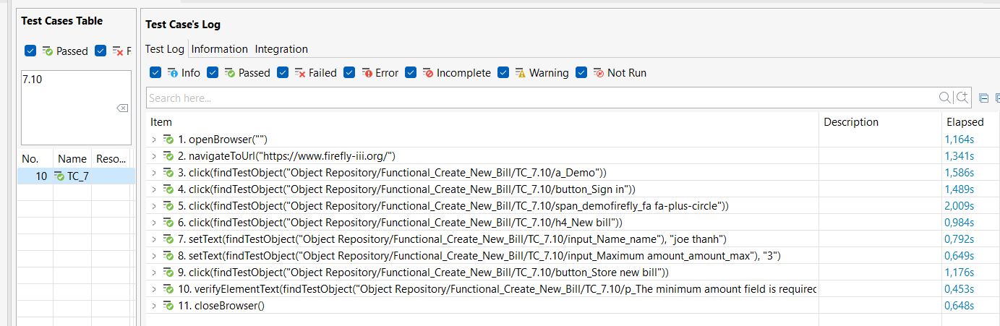 Test Cases Table
Passed F
7.10
No. Name Reso...
10 TC_7
Test Case's Log
Test Log Information Integration
Info Passed Failed Error Incomplete Warning Not Run
Search here...
Item Description Elapsed
1. openBrowser("") 1,164s
2. navigateToUrl("https://www.firefly-iii.org/") 1,341s
3. click(findTestObject("Object Repository/Functional_Create_New_Bill/TC_7.10/a_Demo")) 1,586s
4. click(findTestObject("Object Repository/Functional_Create_New_Bill/TC_7.10/button_Sign in")) 1,489s
5. click(findTestObject("Object Repository/Functional_Create_New_Bill/TC_7.10/span_demofirefly_fa fa-plus-circle")) 2,009s
6. click(findTestObject("Object Repository/Functional_Create_New_Bill/TC_7.10/h4_New bill")) 0,984s
7. setText(findTestObject("Object Repository/Functional_Create_New_Bill/TC_7.10/input_Name_name"), "joe thanh") 0,792s
8. setText(findTestObject("Object Repository/Functional_Create_New_Bill/TC_7.10/input_Maximum amount_amount_max"), "3") 0,649s
9. click(findTestObject("Object Repository/Functional_Create_New_Bill/TC_7.10/button_Store new bill")) 1,176s
10. verifyElementText(findTestObject("Object Repository/Functional_Create_New_Bill/TC_7.10/p_The minimum amount field is required 0,453s
11. closeBrowser() 0,648s